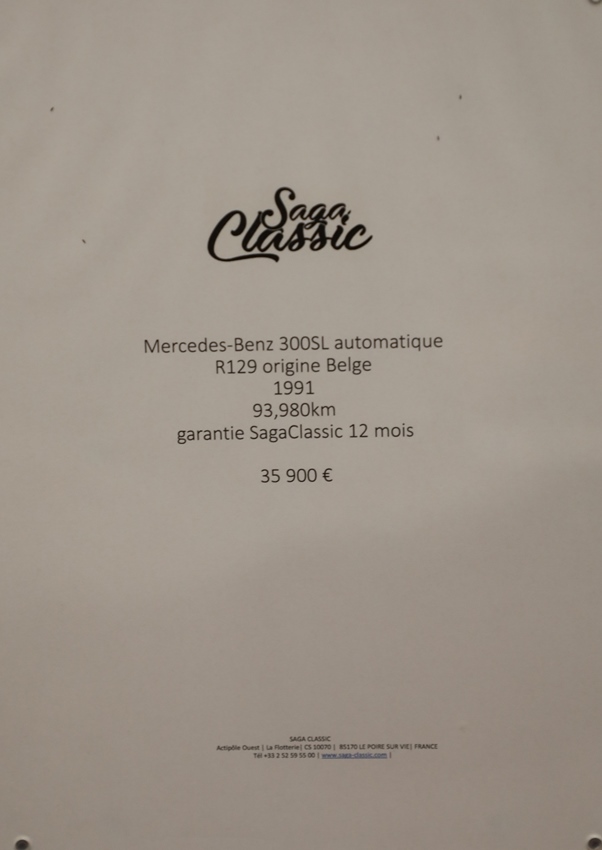 Saga
Classic
Mercedes-Benz 300SL automatique
R129 origine Belge
1991
93,980km
garantie SagaClassic 12 mois
35 900 €
SAGA CLASSIC
Actipôle Ouest | La Flotterie| CS 10070 | 85170 LE POIRE SUR VIE| FRANCE
Tél +33 2 52 59 55 00 | www.saga-classic.com |